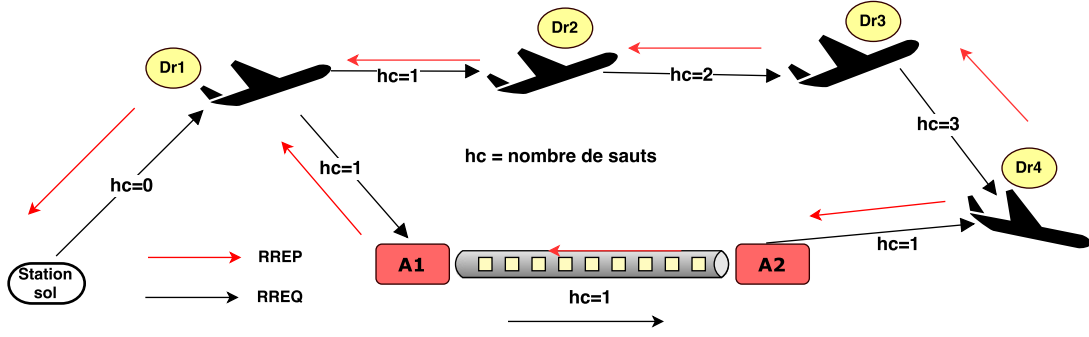 Dr1
Dr2
Dr3
hc=1
hc=2
hc=3
hc=0
hc=1
hc = nombre de sauts
Dr4
hc=1
Station
sol
RREP
RREQ
A1
A2
hc=1